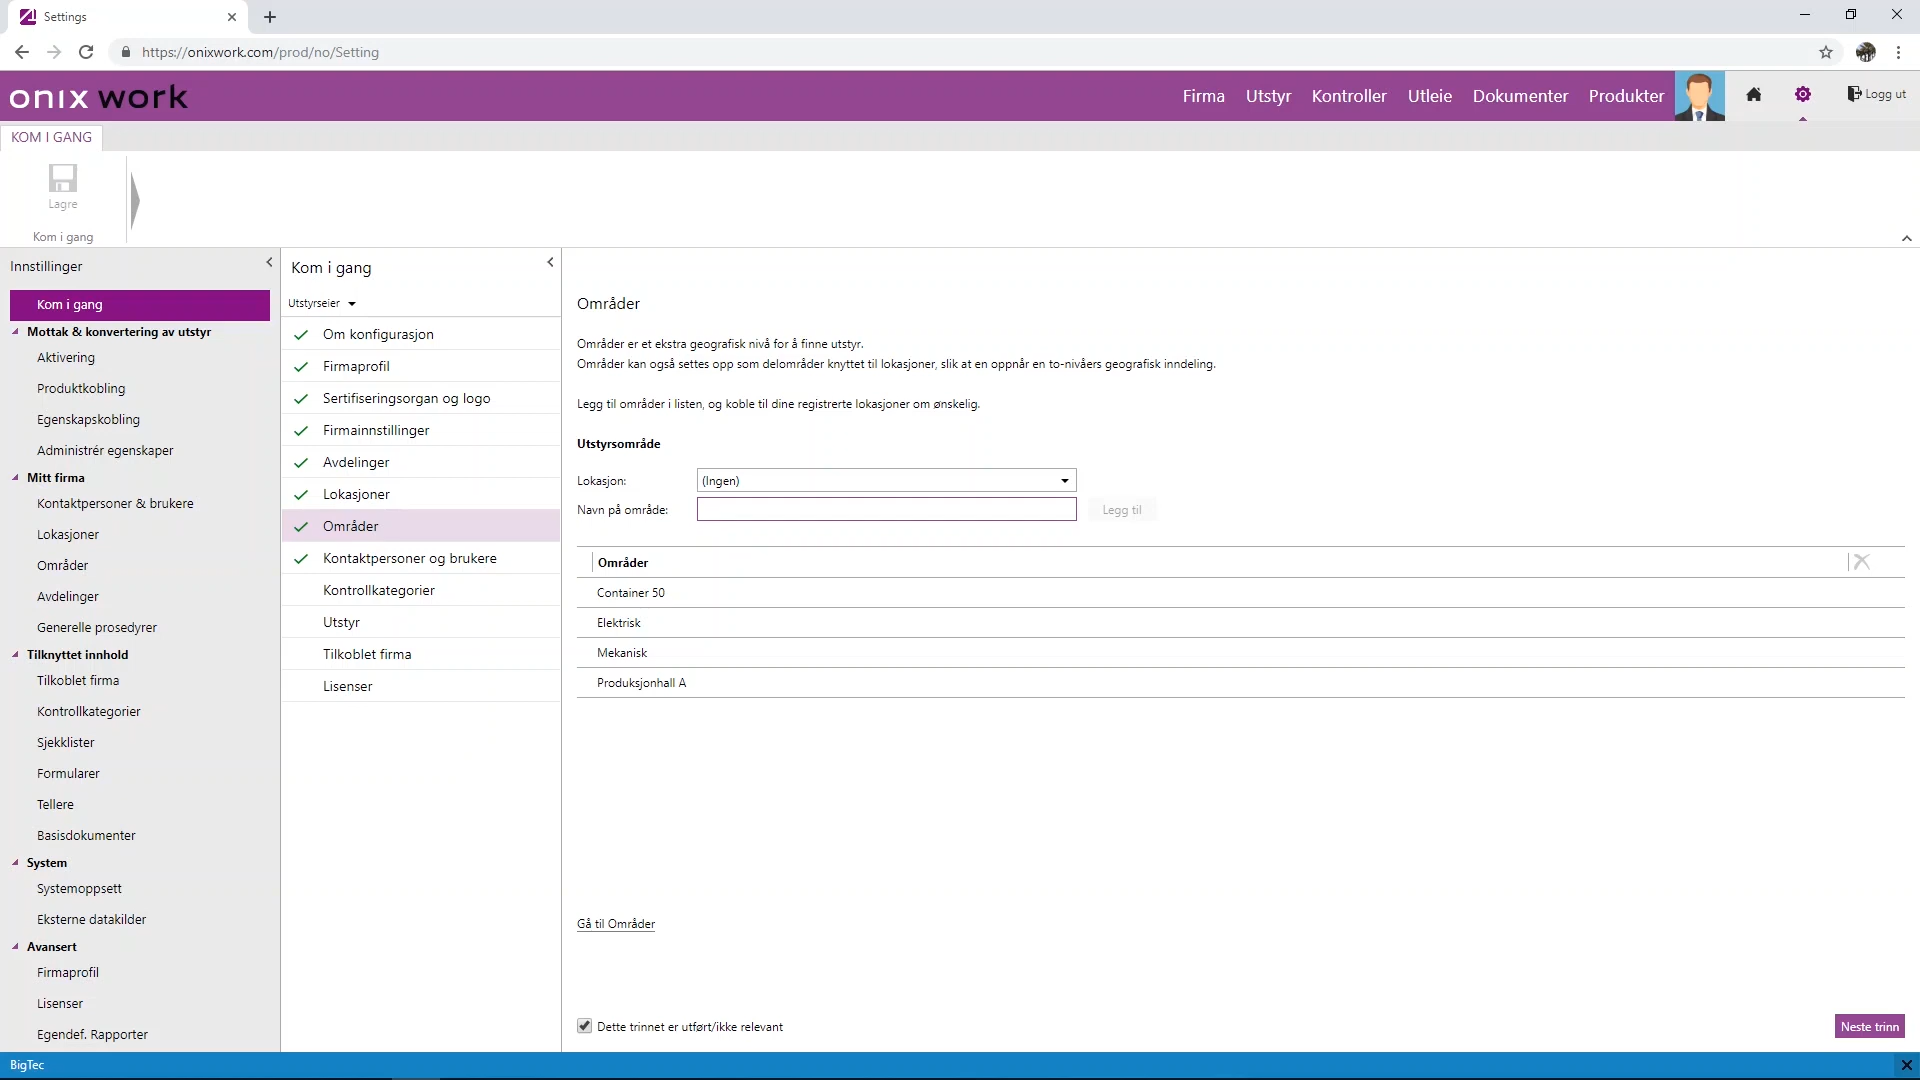 Settings
https://onixwork.com/prod/no/Setting
onix work
Firma Utstyr Kontroller Utleie Dokumenter Produkter Logg ut
KOM I GANG
Lagre
Kom i gang
Innstillinger
Kom i gang
Mottak & konvertering av utstyr
Aktivering
Produktkobling
Egenskapskobling
Administrér egenskaper
Mitt firma
Kontaktpersoner & brukere
Lokasjoner
Områder
Avdelinger
Generelle prosedyrer
Tilknyttet innhold
Tilkoblet firma
Kontrollkategorier
Sjekklister
Formularer
Tellere
Basisdokumenter
System
Systemoppsett
Eksterne datakilder
Avansert
Firmaprofil
Lisenser
Egendef. Rapporter
Kom i gang
Utstyrseier
Om konfigurasjon
Firmaprofil
Sertifiseringsorgan og logo
Firmainnstillinger
Avdelinger
Lokasjoner
Områder
Kontaktpersoner og brukere
Kontrollkategorier
Utstyr
Tilkoblet firma
Lisenser
Områder
Områder er et ekstra geografisk nivå for å finne utstyr.
Områder kan også settes opp som delområder knyttet til lokasjoner, slik at en oppnår en to-nivåers geografisk inndeling.
Legg til områder i listen, og koble til dine registrerte lokasjoner om ønskelig.
Utstyrsområde
Lokasjon: (Ingen)
Navn på område: Legg til
Områder
Container 50
Elektrisk
Mekanisk
Produksjonhall A
Gå til Områder
Dette trinnet er utført/ikke relevant
Neste trinn
BigTec